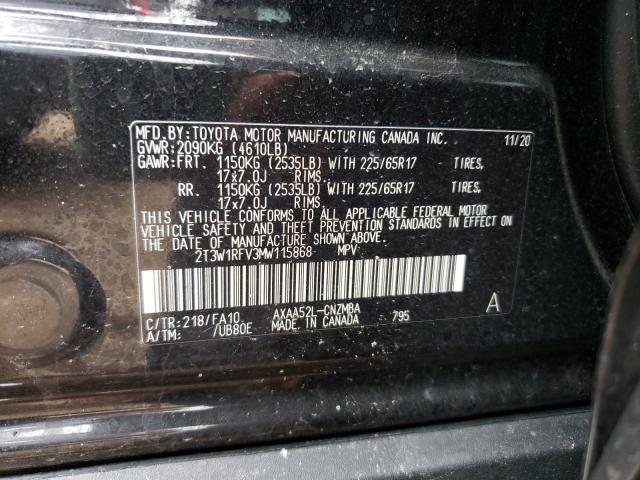 MFD.BY:TOYOTA MOTOR MANUFACTURING CANADA INC. 11/20
GVWR:2090KG (4610LB)
GAWR:FRT. 1150KG (2535LB) WITH 225/65R17 TIRES,
17x7.0J RIMS,
RR. 1150KG (2535LB) WITH 225/65R17 TIRES,
17x7.0J RIMS
THIS VEHICLE CONFORMS TO ALL APPLICABLE FEDERAL MOTOR
VEHICLE SAFETY AND THEFT PREVENTION STANDARDS IN EFFECT ON
THE DATE OF MANUFACTURE SHOWN ABOVE.
2T3W1RFV3MW115868 MPV
C/TR:218/FA10 AXAA52L-CNZMBA
A/TM: /UB80E MADE IN CANADA 795 A